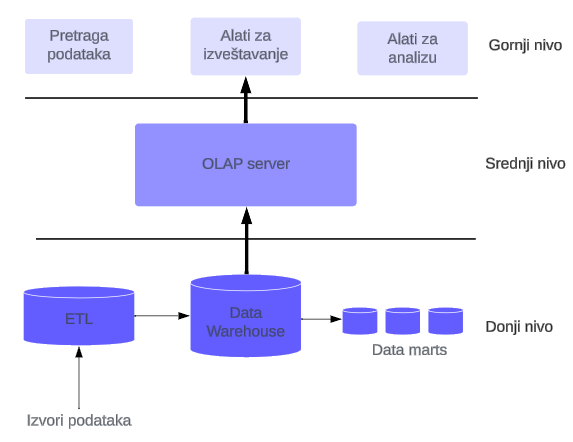 Pretraga
podataka
Alati za
izveštavanje
Alati za
analizu
Gornji nivo
OLAP server
Srednji nivo
ETL
Data
Warehouse
Data marts
Donji nivo
Izvori podataka